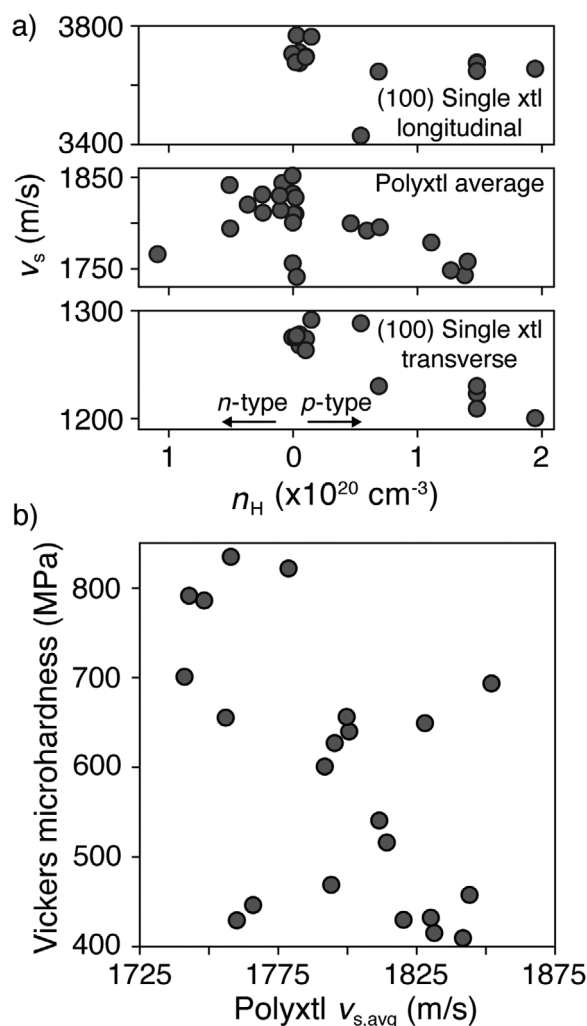 a)
3800
(100) Single xtl
longitudinal
3400
1850
Polyxtl average
v_s (m/s)
1750
1300
(100) Single xtl
transverse
n-type
p-type
1200
1 0 1 2
n_H (x10²⁰ cm⁻³)
b)
Vickers microhardness (MPa)
800
700
600
500
400
1725 1775 1825 1875
Polyxtl v_s,avg (m/s)